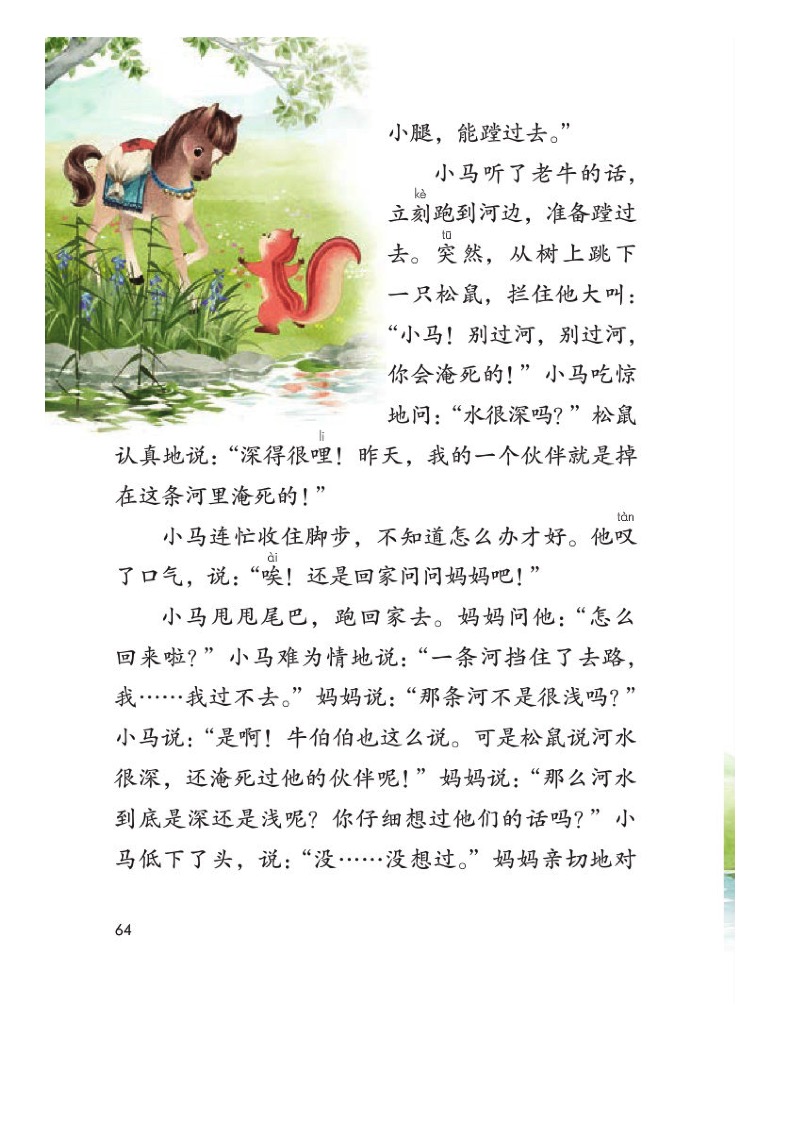 小腿，能蹚过去。”
小马听了老牛的话，
kè
立刻跑到河边，准备蹚过
tū
去。突然，从树上跳下
一只松鼠，拦住他大叫：
“小马！别过河，别过河，
你会淹死的！”小马吃惊
地问：“水很深吗？”松鼠
li
认真地说：“深得很哩！昨天，我的一个伙伴就是掉
在这条河里淹死的！”
tàn
小马连忙收住脚步，不知道怎么办才好。他叹
ài
了口气，说：“唉！还是回家问问妈妈吧！”
小马甩甩尾巴，跑回家去。妈妈问他：“怎么
回来啦？”小马难为情地说：“一条河挡住了去路，
我……我过不去。”妈妈说：“那条河不是很浅吗？”
小马说：“是啊！牛伯伯也这么说。可是松鼠说河水
很深，还淹死过他的伙伴呢！”妈妈说：“那么河水
到底是深还是浅呢？你仔细想过他们的话吗？”小
马低下了头，说：“没……没想过。”妈妈亲切地对
64